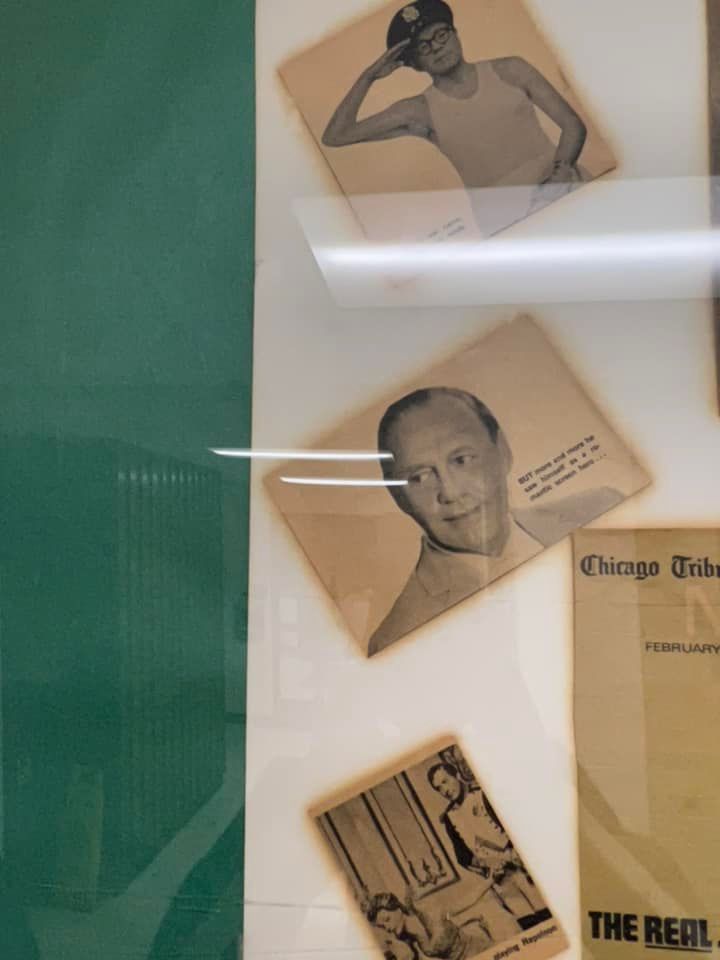 BUT more and more he
saw himself as a ro-
mantic screen hero...
Chicago Trib
FEBRUARY
THE REAL
playing Napoleon